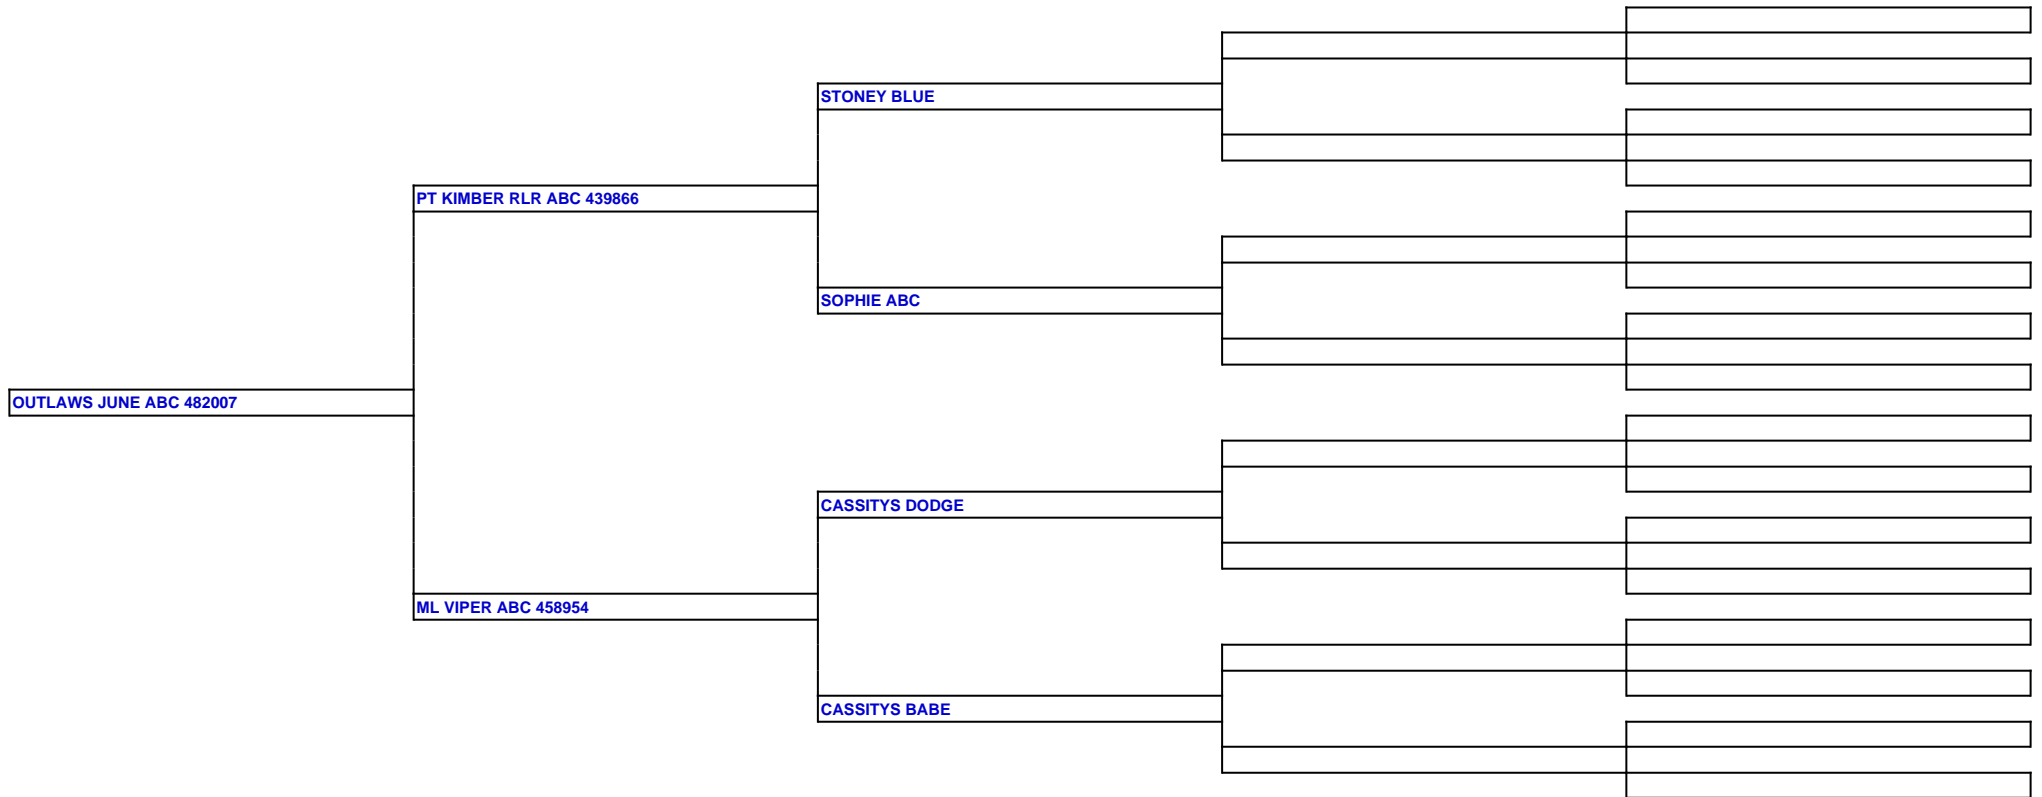 STONEY BLUE
PT KIMBER RLR ABC 439866
SOPHIE ABC
OUTLAWS JUNE ABC 482007
CASSITYS DODGE
ML VIPER ABC 458954
CASSITYS BABE